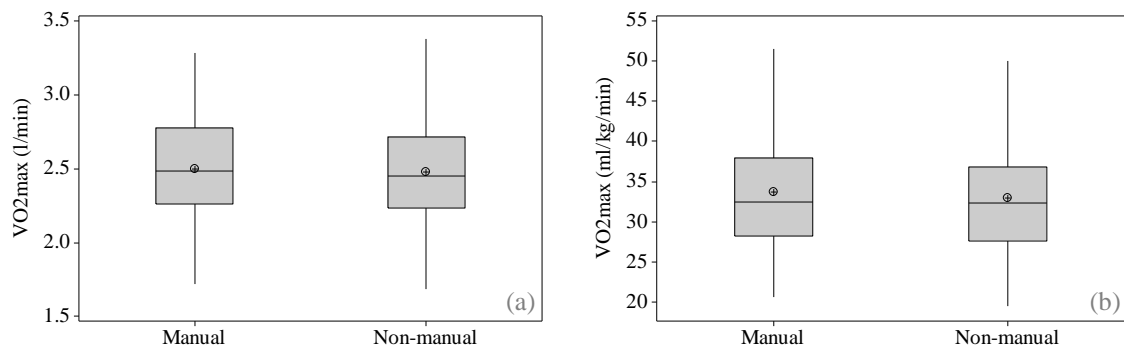 VO2max (l/min)
3.5
3.0
2.5
2.0
1.5
Manual
Non-manual
(a)
VO2max (ml/kg/min)
55
50
45
40
35
30
25
20
Manual
Non-manual
(b)